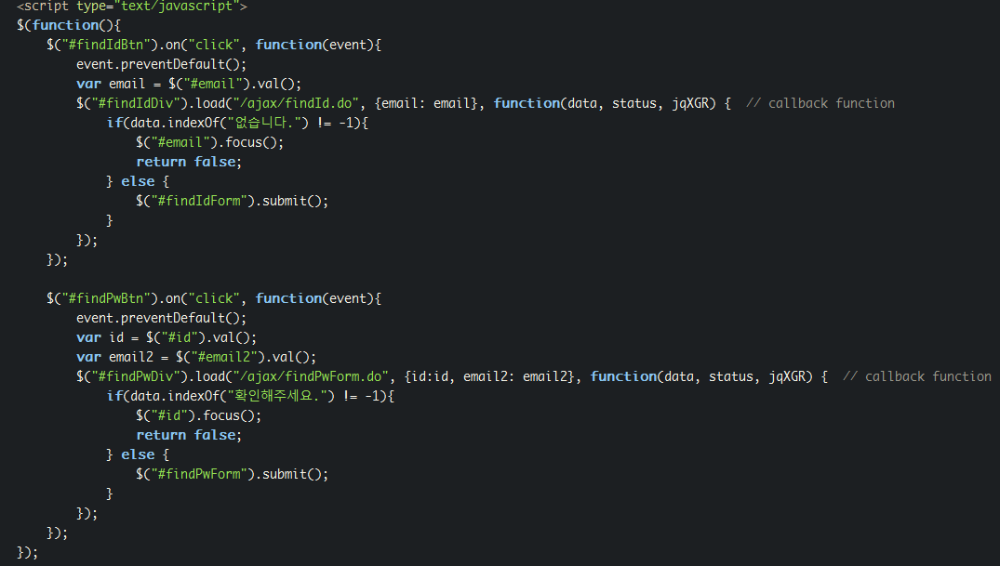 <script type="text/javascript">
$(function(){
    $("#findIdBtn").on("click", function(event){
        event.preventDefault();
        var email = $("#email").val();
        $("#findIdDiv").load("/ajax/findId.do", {email: email}, function(data, status, jqXGR) {  // callback function
            if(data.indexOf("없습니다.") != -1){
                $("#email").focus();
                return false;
            } else {
                $("#findIdForm").submit();
            }
        });
    });

    $("#findPwBtn").on("click", function(event){
        event.preventDefault();
        var id = $("#id").val();
        var email2 = $("#email2").val();
        $("#findPwDiv").load("/ajax/findPwForm.do", {id:id, email2: email2}, function(data, status, jqXGR) {  // callback function
            if(data.indexOf("확인해주세요.") != -1){
                $("#id").focus();
                return false;
            } else {
                $("#findPwForm").submit();
            }
        });
    });
});